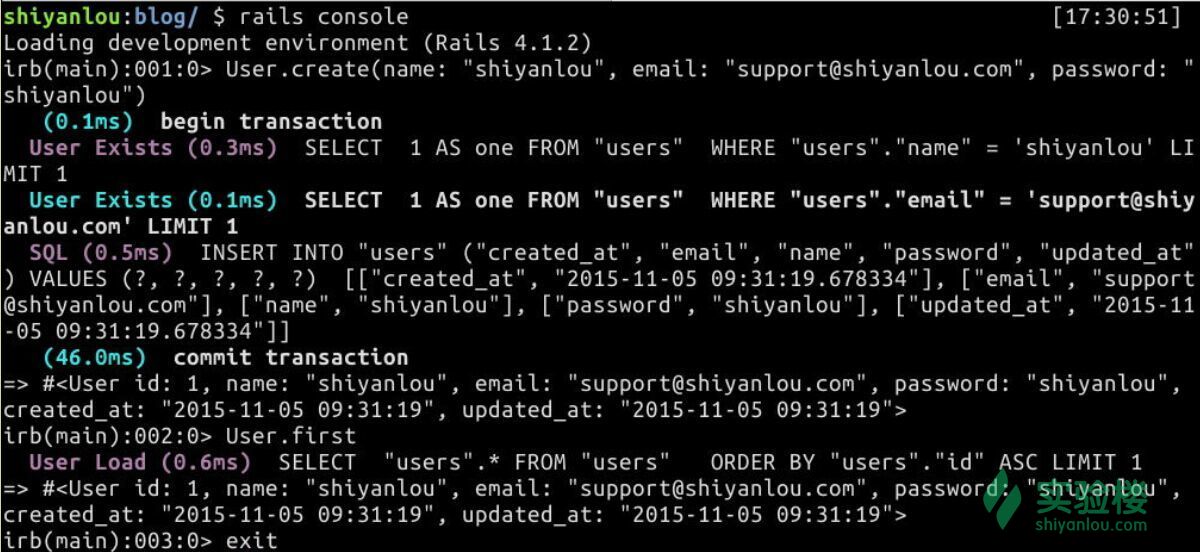 shiyanlou:blog/ $ rails console [17:30:51]
Loading development environment (Rails 4.1.2)
irb(main):001:0> User.create(name: "shiyanlou", email: "support@shiyanlou.com", password: "
shiyanlou")
(0.1ms) begin transaction
User Exists (0.3ms) SELECT 1 AS one FROM "users" WHERE "users"."name" = 'shiyanlou' LI
MIT 1
User Exists (0.1ms) SELECT 1 AS one FROM "users" WHERE "users"."email" = 'support@shiy
anlou.com' LIMIT 1
SQL (0.5ms) INSERT INTO "users" ("created_at", "email", "name", "password", "updated_at"
) VALUES (?, ?, ?, ?, ?) [["created_at", "2015-11-05 09:31:19.678334"], ["email", "support
@shiyanlou.com"], ["name", "shiyanlou"], ["password", "shiyanlou"], ["updated_at", "2015-11
-05 09:31:19.678334"]]
(46.0ms) commit transaction
=> #<User id: 1, name: "shiyanlou", email: "support@shiyanlou.com", password: "shiyanlou",
created_at: "2015-11-05 09:31:19", updated_at: "2015-11-05 09:31:19">
irb(main):002:0> User.first
User Load (0.6ms) SELECT "users".* FROM "users" ORDER BY "users"."id" ASC LIMIT 1
=> #<User id: 1, name: "shiyanlou", email: "support@shiyanlou.com", password: "shiyanlou",
created_at: "2015-11-05 09:31:19", updated_at: "2015-11-05 09:31:19">
irb(main):003:0> exit
实验楼
shiyanlou.com